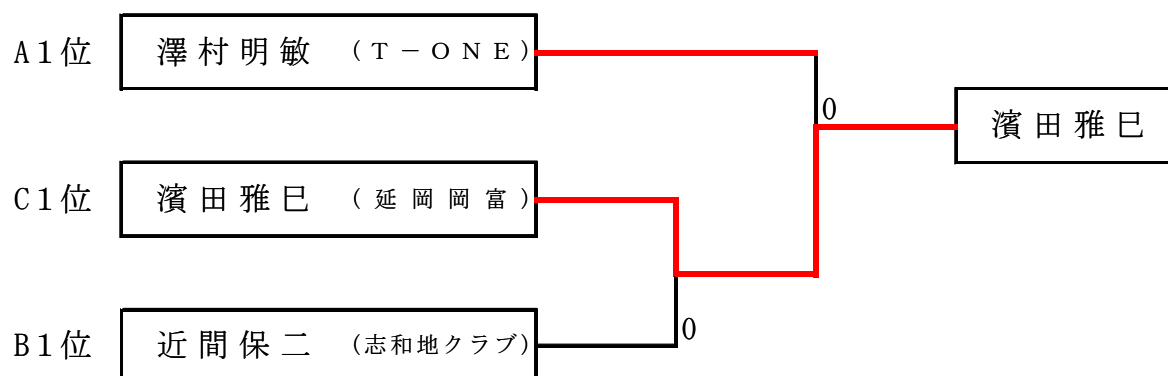 A1位 澤村明敏 (T－ONE)
0
濱田雅巳
C1位 濱田雅巳 (延岡岡富)
B1位 近間保二 (志和地クラブ)
0